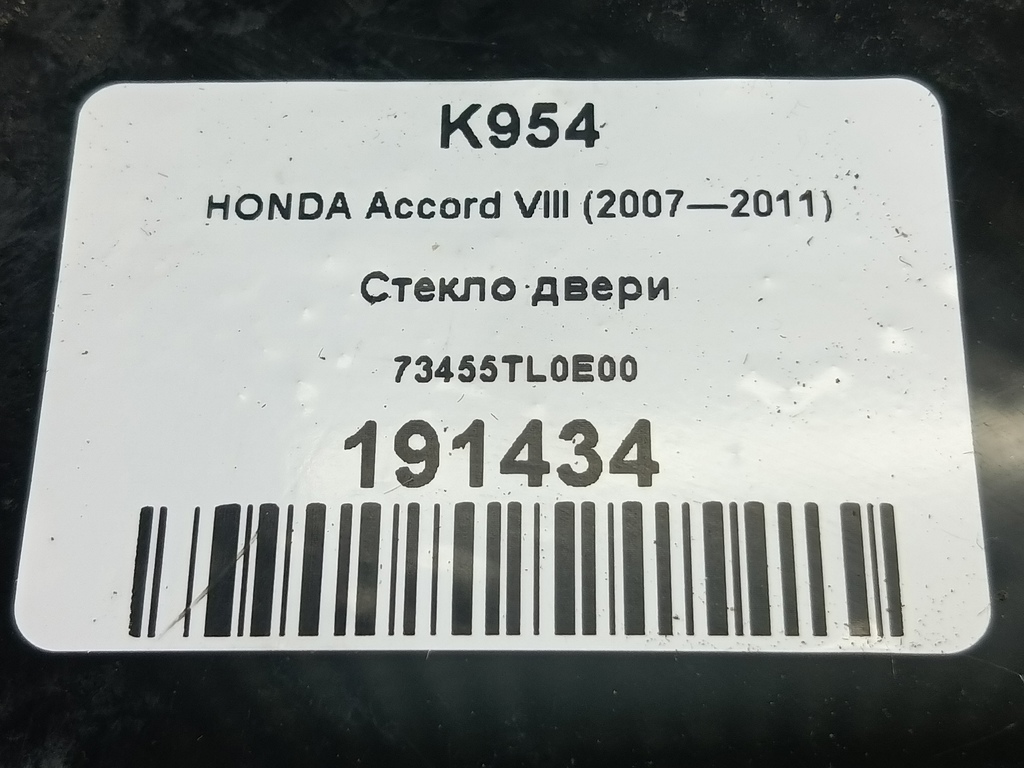 K954
HONDA Accord VIII (2007—2011)
Стекло двери
73455TL0E00
191434